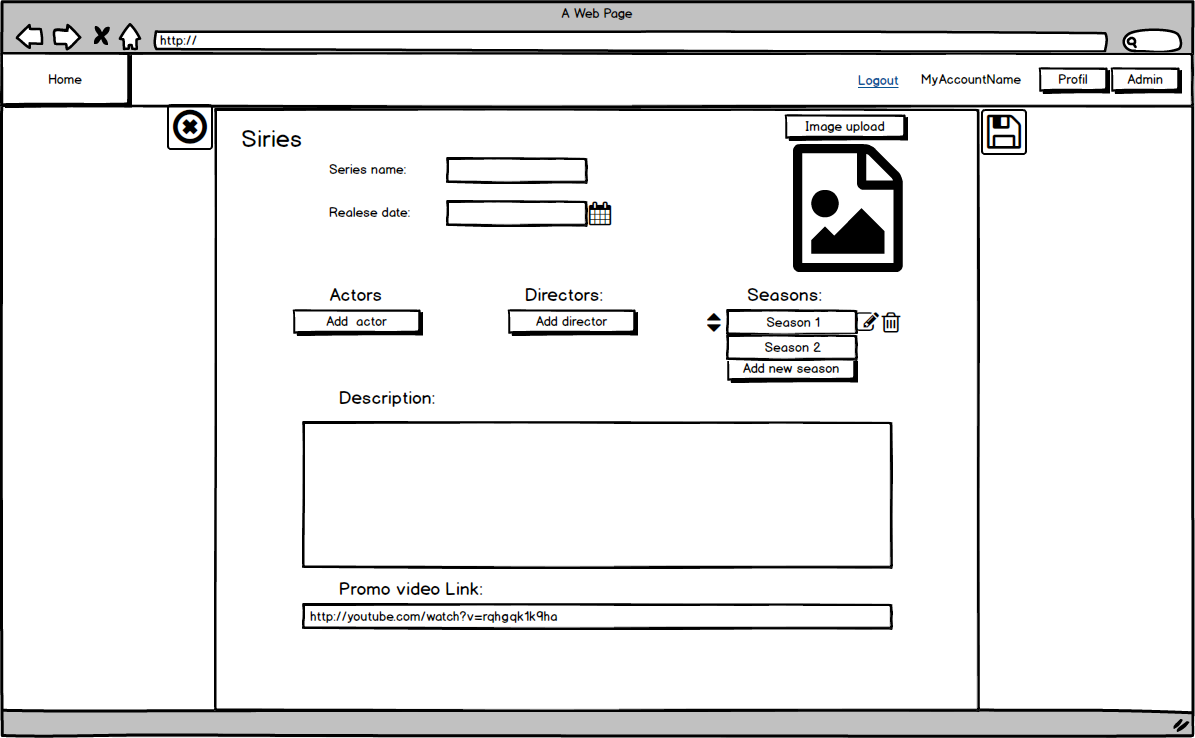 A Web Page
http://
Home
Logout
MyAccountName
Profil
Admin
Siries
Image upload
Series name:
Realese date:
Actors
Directors:
Seasons:
Add actor
Add director
Season 1
Season 2
Add new season
Description:
Promo video Link:
http://youtube.com/watch?v=rqhgqk1k9ha